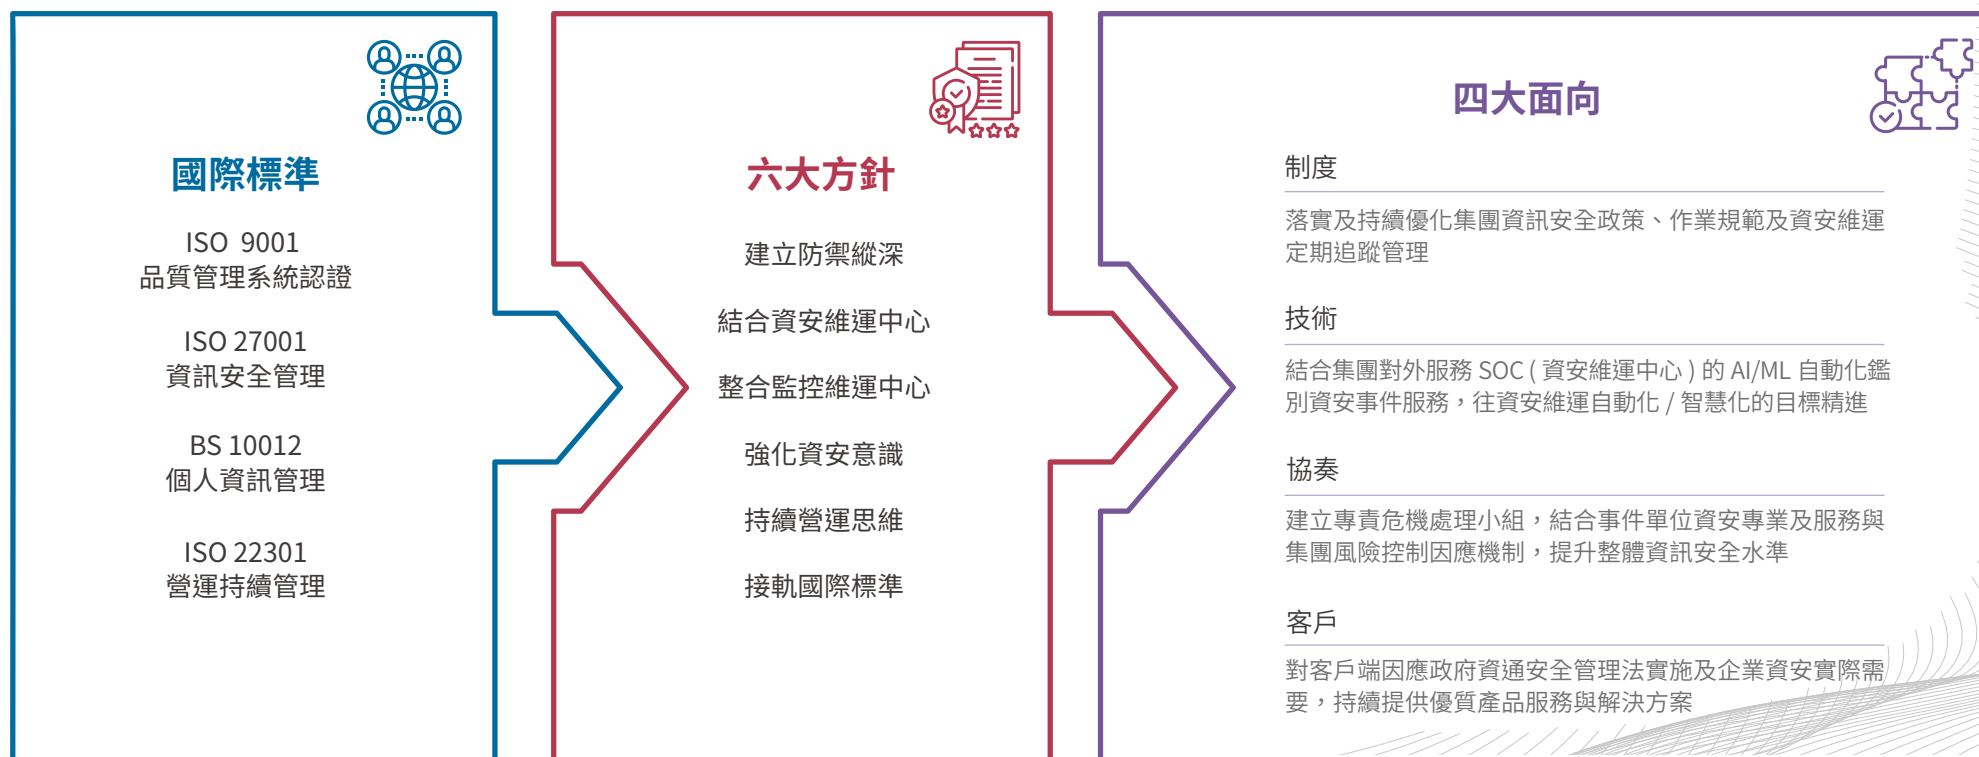 國際標準
ISO 9001
品質管理系統認證
ISO 27001
資訊安全管理
BS 10012
個人資訊管理
ISO 22301
營運持續管理
六大方針
建立防禦縱深
結合資安維運中心
整合監控維運中心
強化資安意識
持續營運思維
接軌國際標準
四大面向
制度
落實及持續優化集團資訊安全政策、作業規範及資安維運
定期追蹤管理
技術
結合集團對外服務 SOC ( 資安維運中心 ) 的 AI/ML 自動化鑑
別資安事件服務，往資安維運自動化 / 智慧化的目標精進
協奏
建立專責危機處理小組，結合事件單位資安專業及服務與
集團風險控制因應機制，提升整體資訊安全水準
客戶
對客戶端因應政府資通安全管理法實施及企業資安實際需
要，持續提供優質產品服務與解決方案